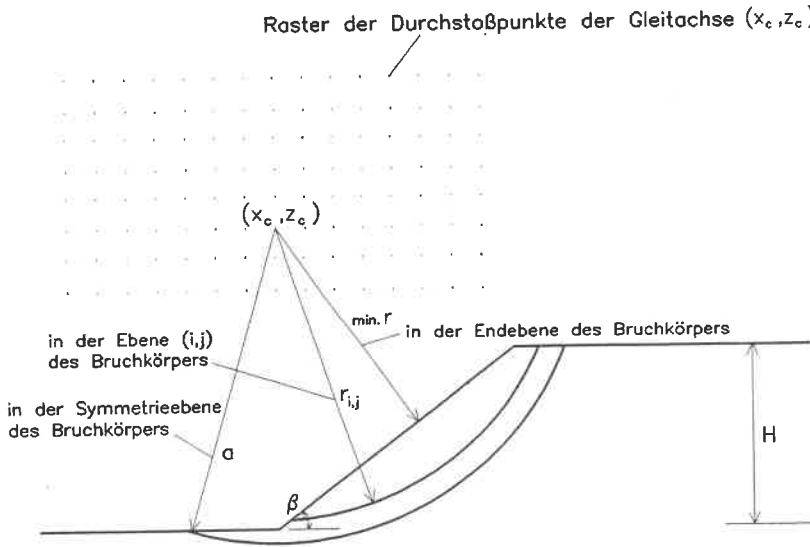 Raster der Durchstoßpunkte der Gleitachse (x_c, z_c)
(x_c, z_c)
min. r
in der Endebene des Bruchkörpers
in der Ebene (i,j)
des Bruchkörpers
r_i,j
in der Symmetrieebene
des Bruchkörpers
a
H
β